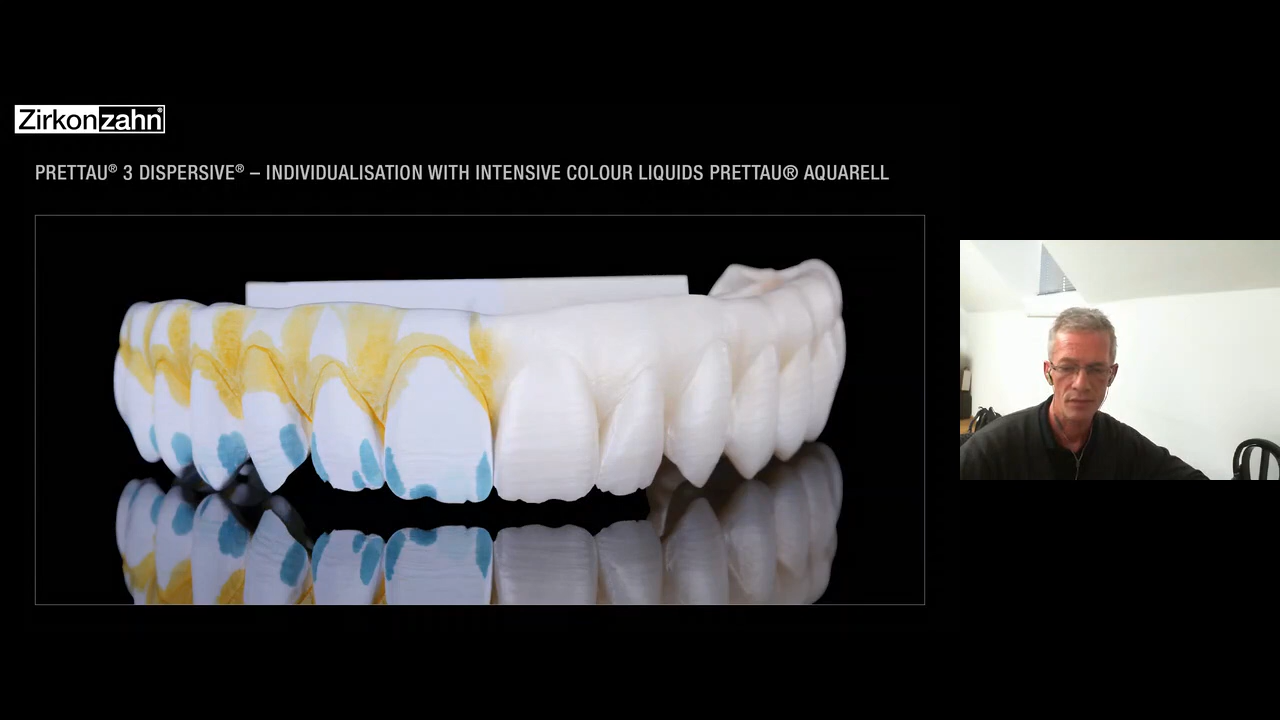 Zirkonzahn®
PRETTAU® 3 DISPERSIVE® – INDIVIDUALISATION WITH INTENSIVE COLOUR LIQUIDS PRETTAU® AQUARELL